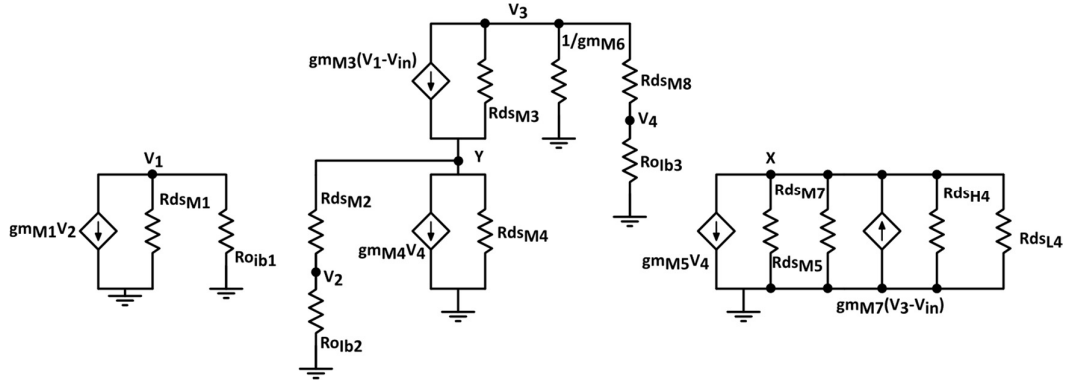 V3
gmM3(V1-Vin)
1/gmM6
RdsM8
RdsM3
V4
RoIb3
Y
V1
RdsM1
gmM1V2
Roib1
RdsM2
gmM4V4
RdsM4
V2
RoIb2
X
RdsM7
RdsH4
gmM5V4
RdsM5
RdsL4
gmM7(V3-Vin)